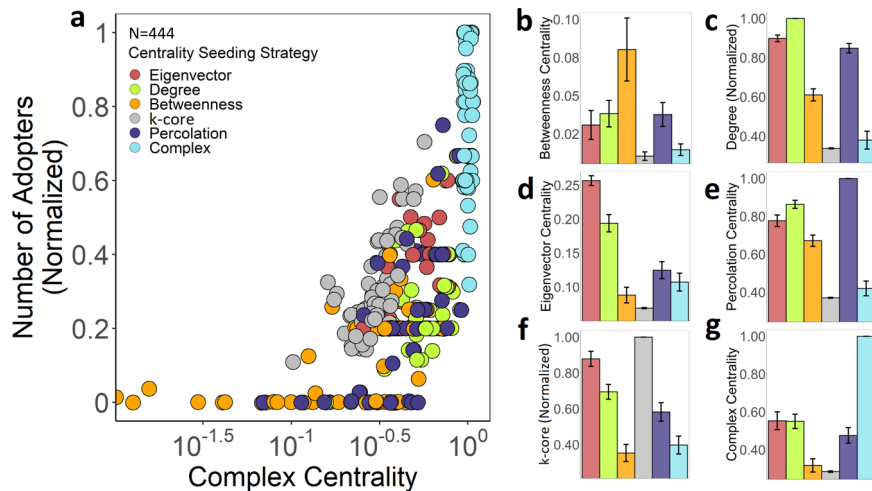 a
N=444
Centrality Seeding Strategy
Eigenvector
Degree
Betweenness
k-core
Percolation
Complex
Number of Adopters
(Normalized)
1
0.8
0.6
0.4
0.2
0
10^-1.5
10^-1
10^-0.5
10^0
Complex Centrality
b
Betweenness Centrality
0.10
0.05
0.02
c
Degree (Normalized)
1.00
0.80
0.60
0.40
d
Eigenvector Centrality
0.25
0.20
0.15
0.10
e
Percolation Centrality
1.00
0.80
0.60
0.40
f
k-core (Normalized)
1.00
0.80
0.60
0.40
g
Complex Centrality
1.00
0.80
0.60
0.40